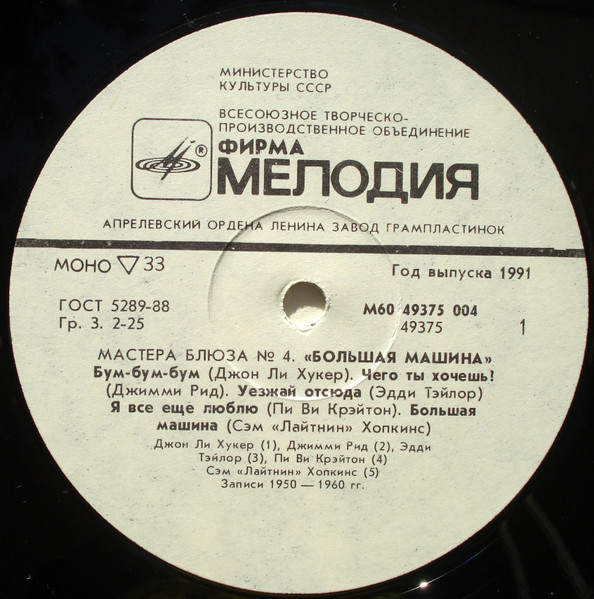 МИНИСТЕРСТВО
КУЛЬТУРЫ СССР
ВСЕСОЮЗНОЕ ТВОРЧЕСКО-
ПРОИЗВОДСТВЕННОЕ ОБЪЕДИНЕНИЕ
®
ФИРМА
МЕЛОДИЯ
АПРЕЛЕВСКИЙ ОРДЕНА ЛЕНИНА ЗАВОД ГРАМПЛАСТИНОК
МОНО ▽ 33
Год выпуска 1991
ГОСТ 5289-88
М60 49375 004
Гр. 3. 2-25
49375
1
МАСТЕРА БЛЮЗА № 4. «БОЛЬШАЯ МАШИНА»
Бум-бум-бум (Джон Ли Хукер). Чего ты хочешь?
(Джимми Рид). Уезжай отсюда (Эдди Тэйлор)
Я все еще люблю (Пи Ви Крэйтон). Большая
машина (Сэм «Лайтнин» Хопкинс)
Джон Ли Хукер (1), Джимми Рид (2), Эдди
Тэйлор (3), Пи Ви Крэйтон (4)
Сэм «Лайтнин» Хопкинс (5)
Записи 1950 — 1960 гг.